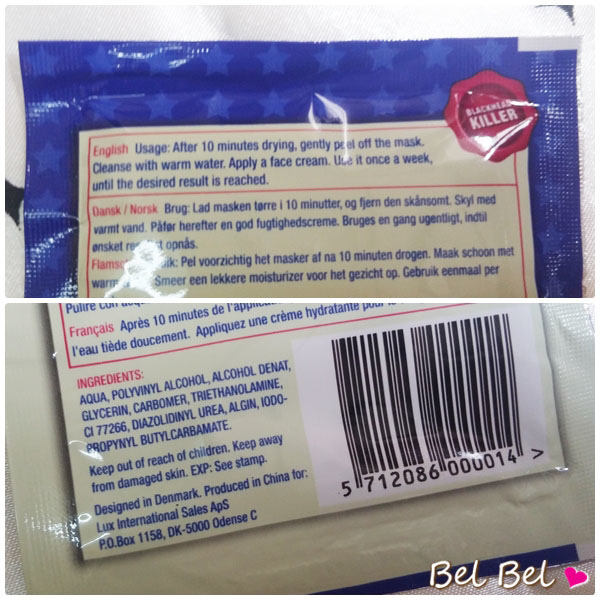 BLACKHEAD
KILLER
English Usage: After 10 minutes drying, gently peel off the mask.
Cleanse with warm water. Apply a face cream. Use it once a week,
until the desired result is reached.
Dansk / Norsk Brug: Lad masken tørre i 10 minutter, og fjern den skånsomt. Skyl med
varmt vand. Påfør herefter en god fugtighedscreme. Bruges en gang ugentligt, indtil
ønsket opnås.
Pel voorzichtig het masker af na 10 minuten drogen. Maak schoon met
Smeer een lekkere moisturizer voor het gezicht op. Gebruik eenmaal per
Pulire con
Français Après 10 minutes de
l'eau tiède doucement. Appliquez une crème hydratante pour
INGREDIENTS:
AQUA, POLYVINYL ALCOHOL, ALCOHOL DENAT,
GLYCERIN, CARBOMER, TRIETHANOLAMINE,
CI 77266, DIAZOLIDINYL UREA, ALGIN, IODO-
PROPYNYL BUTYLCARBAMATE.
Keep out of reach of children. Keep away
from damaged skin. EXP: See stamp.
Designed in Denmark. Produced in China for:
Lux International Sales ApS
P.O.Box 1158, DK-5000 Odense C
5 712086 000014 >
Bel Bel